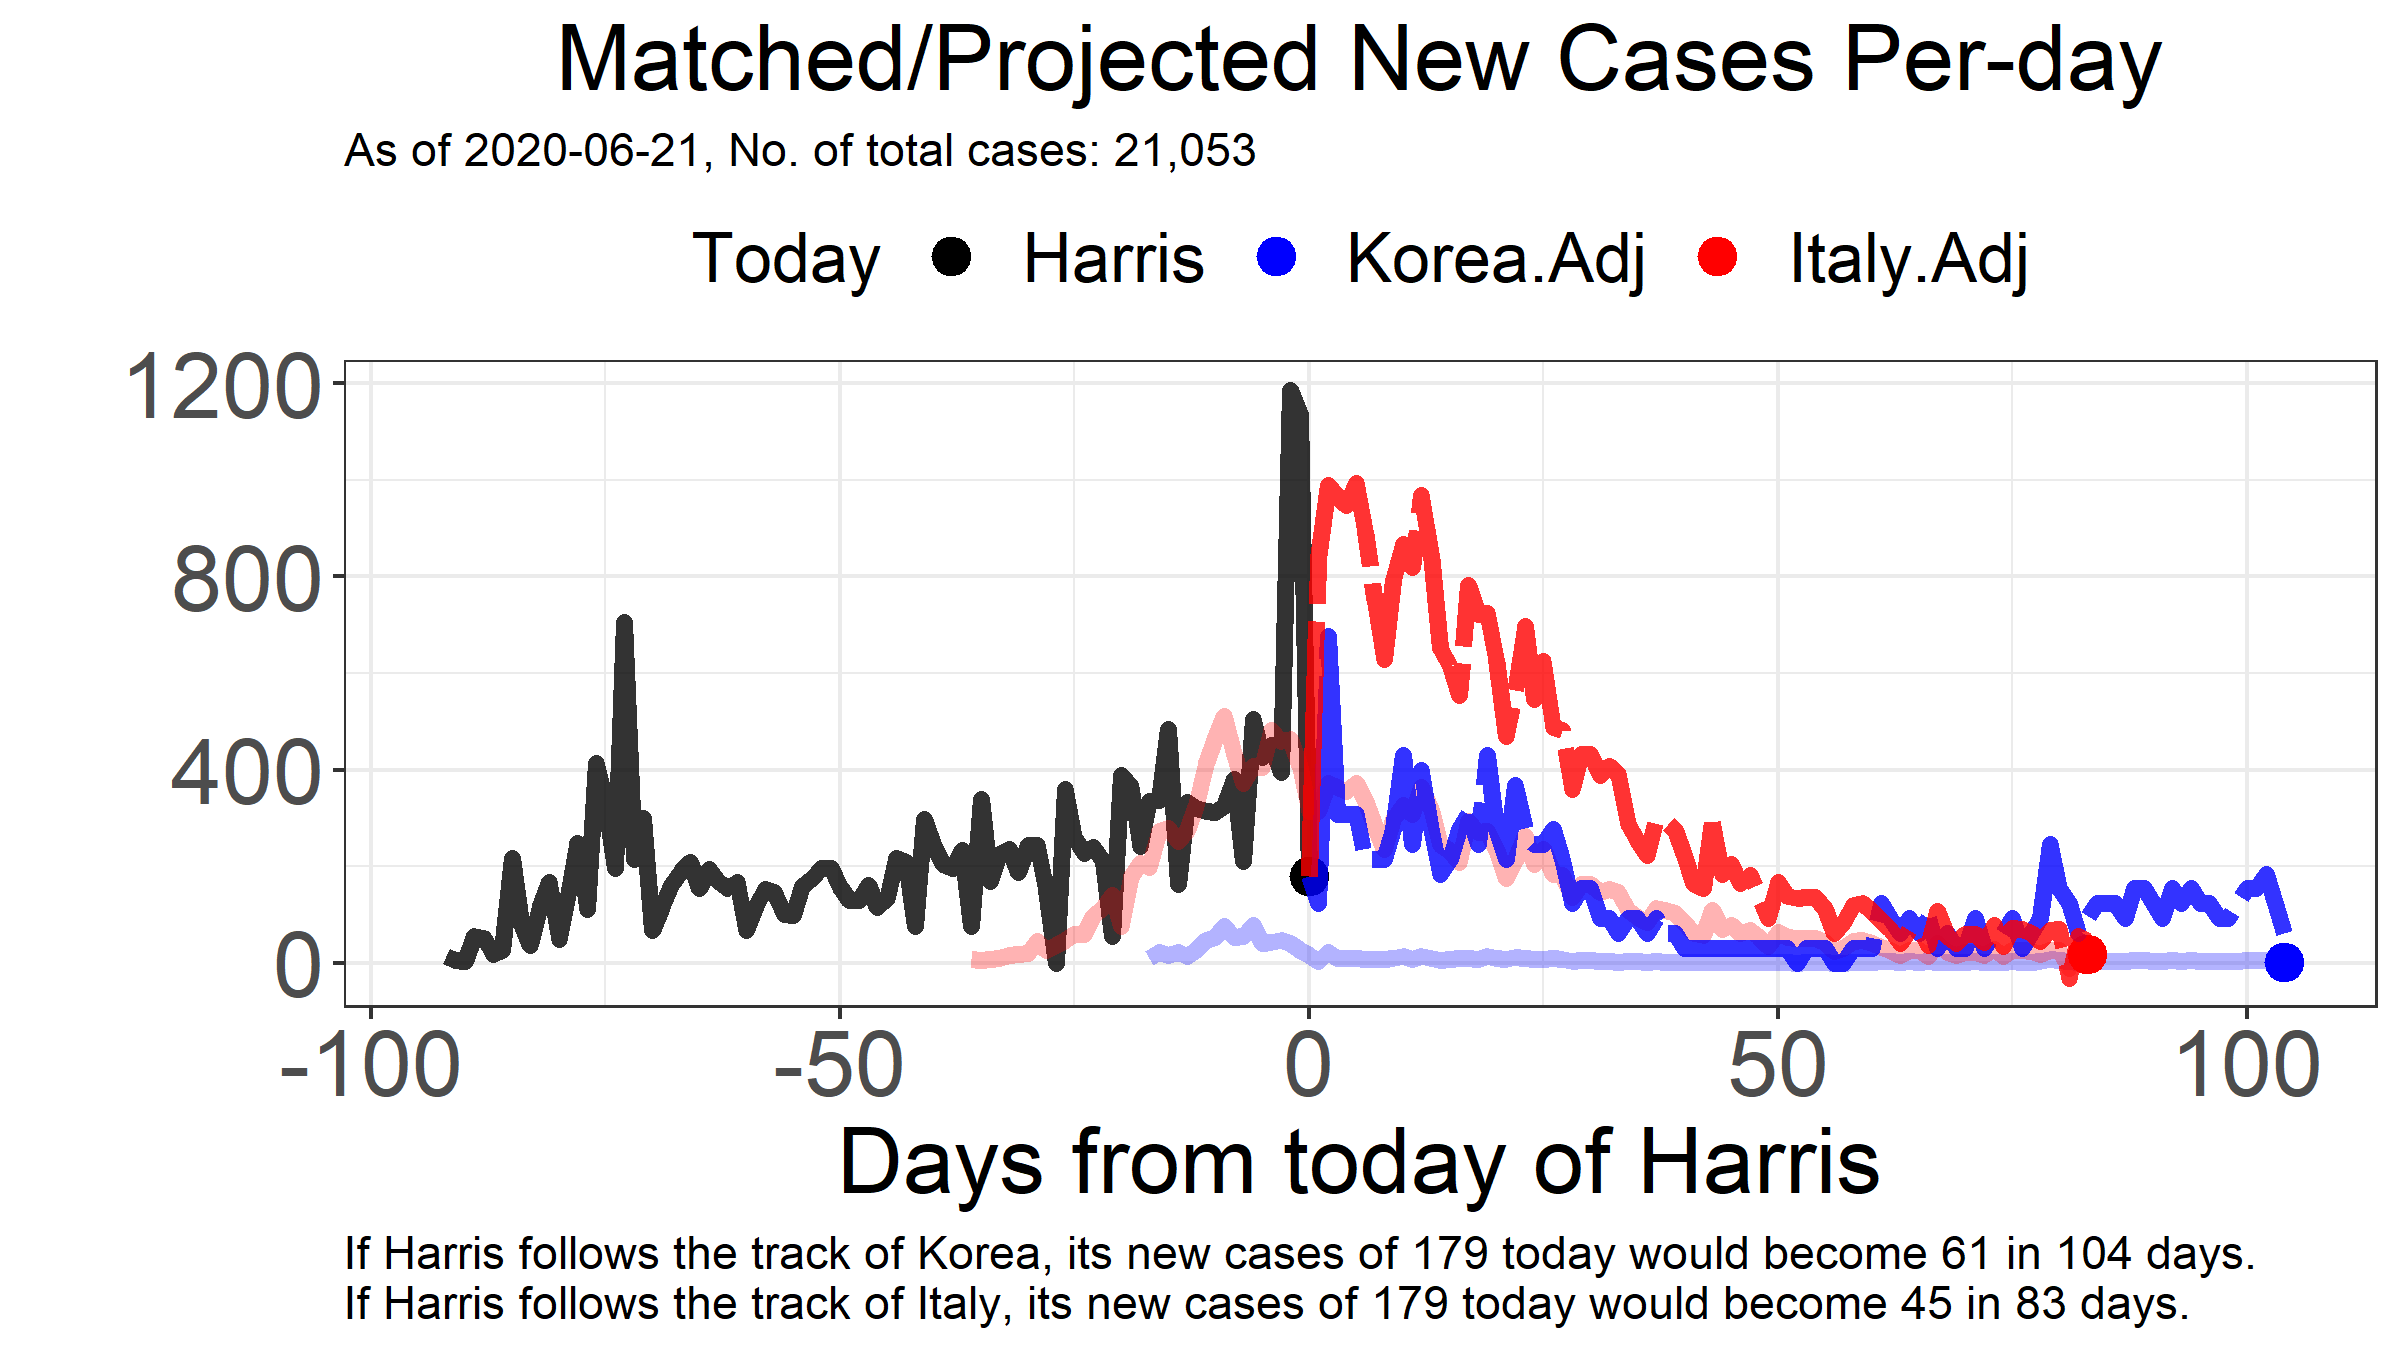 Matched/Projected New Cases Per-day
As of 2020-06-21, No. of total cases: 21,053
Today Harris Korea.Adj Italy.Adj
1200
800
400
0
-100 -50 0 50 100
Days from today of Harris
If Harris follows the track of Korea, its new cases of 179 today would become 61 in 104 days.
If Harris follows the track of Italy, its new cases of 179 today would become 45 in 83 days.